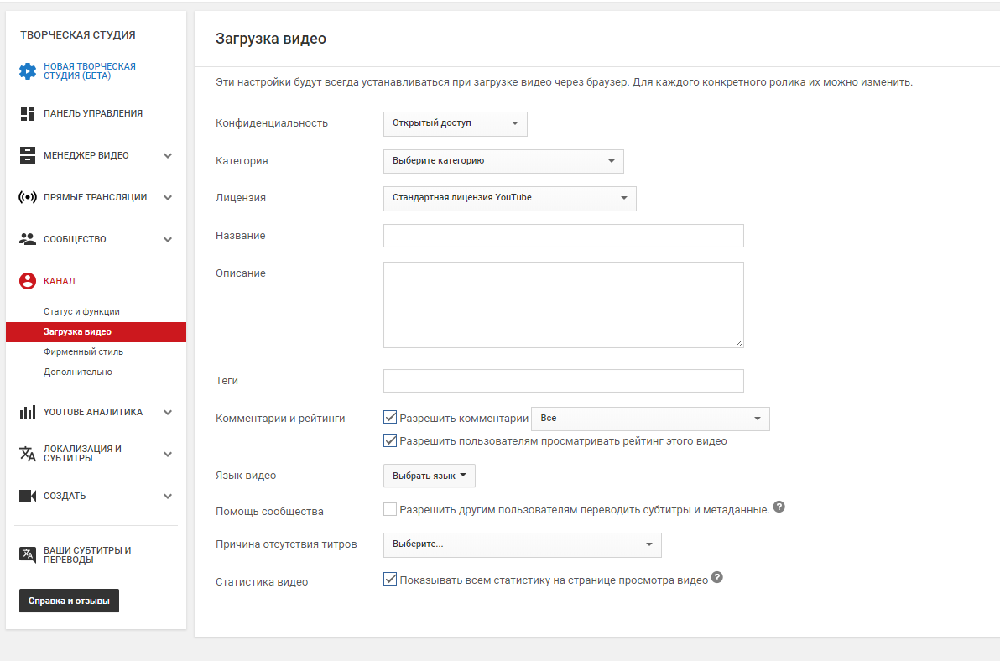 ТВОРЧЕСКАЯ СТУДИЯ
НОВАЯ ТВОРЧЕСКАЯ
СТУДИЯ (БЕТА)
ПАНЕЛЬ УПРАВЛЕНИЯ
МЕНЕДЖЕР ВИДЕО
ПРЯМЫЕ ТРАНСЛЯЦИИ
СООБЩЕСТВО
КАНАЛ
Статус и функции
Загрузка видео
Фирменный стиль
Дополнительно
YOUTUBE АНАЛИТИКА
ЛОКАЛИЗАЦИЯ И
СУБТИТРЫ
СОЗДАТЬ
ВАШИ СУБТИТРЫ И
ПЕРЕВОДЫ
Справка и отзывы
Загрузка видео
Эти настройки будут всегда устанавливаться при загрузке видео через браузер. Для каждого конкретного ролика их можно изменить.
Конфиденциальность Открытый доступ
Категория Выберите категорию
Лицензия Стандартная лицензия YouTube
Название
Описание
Теги
Комментарии и рейтинги Разрешить комментарии Все
Разрешить пользователям просматривать рейтинг этого видео
Язык видео Выбрать язык
Помощь сообщества Разрешить другим пользователям переводить субтитры и метаданные. ?
Причина отсутствия титров Выберите...
Статистика видео Показывать всем статистику на странице просмотра видео ?